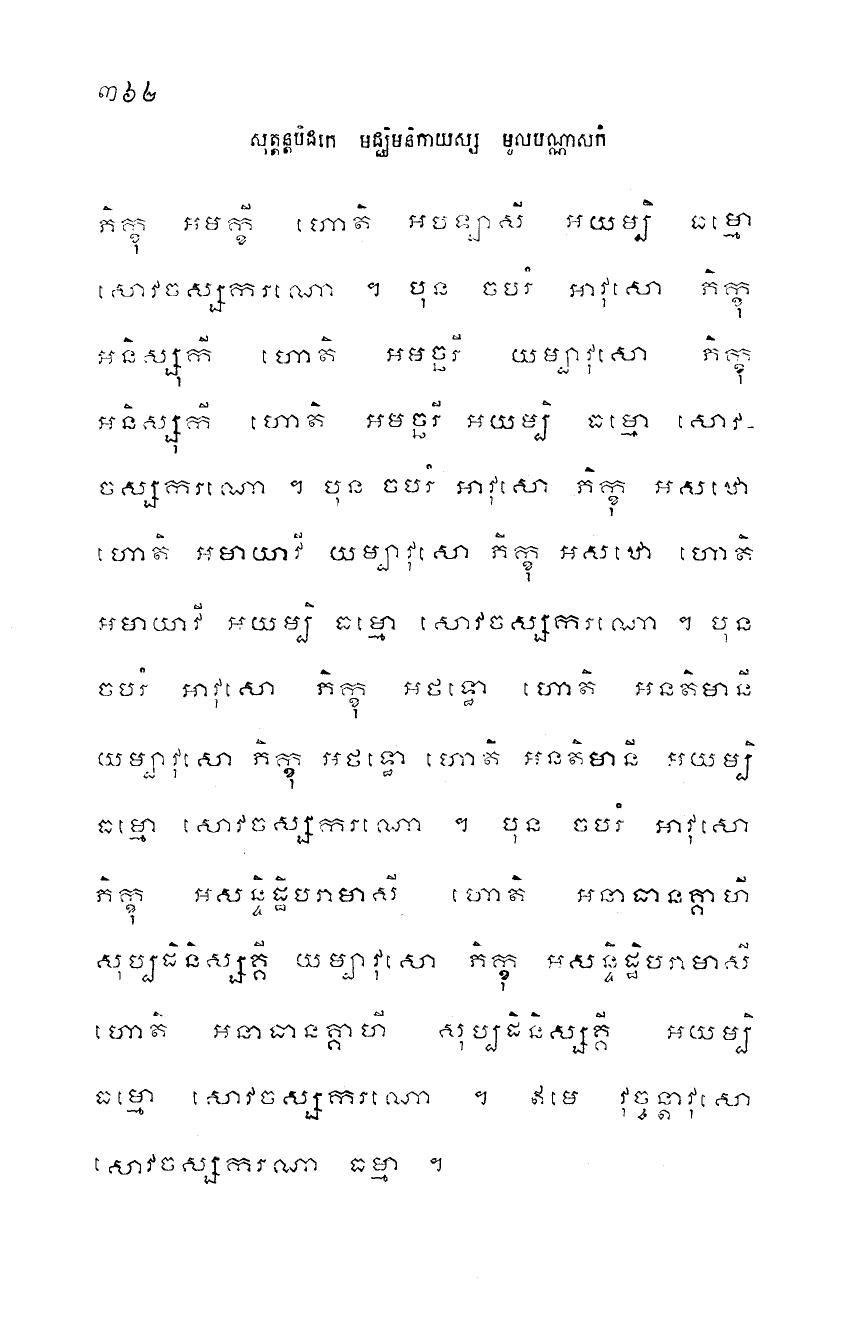 ៣៦៤
សុត្តន្តបិដកេ មជ្ឈិមនិកាយស្ស មូលបណ្ណាសកំ
ភិក្ខុ អមក្ខី ហោតិ អបឡាសី អយម្បិ ធម្មោ
សោវចស្សករណោ ។ បុន ចបរំ អាវុសោ ភិក្ខុ
អនិស្សុកី ហោតិ អមច្ឆរី យម្បាវុសោ ភិក្ខុ
អនិស្សុកី ហោតិ អមច្ឆរី អយម្បិ ធម្មោ សោវ-
ចស្សករណោ ។ បុន ចបរំ អាវុសោ ភិក្ខុ អសឋោ
ហោតិ អមាយាវី យម្បាវុសោ ភិក្ខុ អសឋោ ហោតិ
អមាយាវី អយម្បិ ធម្មោ សោវចស្សករណោ ។ បុន
ចបរំ អាវុសោ ភិក្ខុ អថទ្ធោ ហោតិ អនតិមានី
យម្បាវុសោ ភិក្ខុ អថទ្ធោ ហោតិ អនតិមានី អយម្បិ
ធម្មោ សោវចស្សករណោ ។ បុន ចបរំ អាវុសោ
ភិក្ខុ អសន្ទិដ្ឋិបរាមាសី ហោតិ អនាធានគ្គាហី
សុប្បដិនិស្សគ្គី យម្បាវុសោ ភិក្ខុ អសន្ទិដ្ឋិបរាមាសី
ហោតិ អនាធានគ្គាហី សុប្បដិនិស្សគ្គី អយម្បិ
ធម្មោ សោវចស្សករណោ ។ ឥមេ វុច្ចន្តាវុសោ
សោវចស្សករណា ធម្មា ។